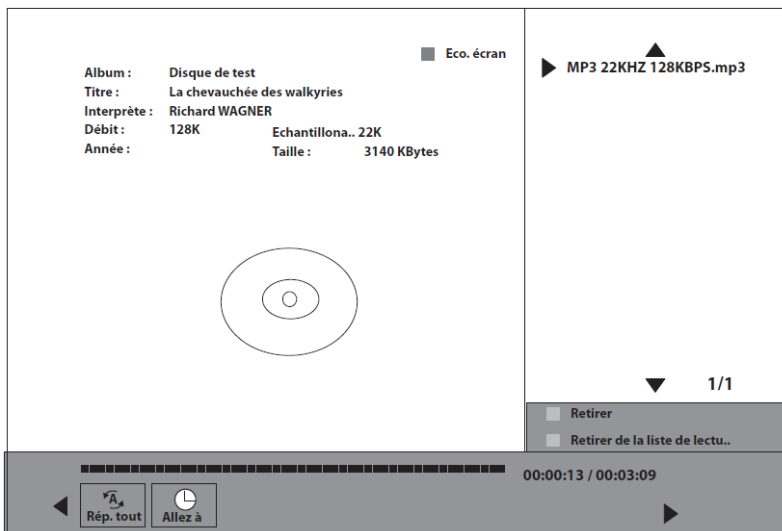 Eco. écran
Album : Disque de test
Titre : La chevauchée des walkyries
Interprète : Richard WAGNER
Débit : 128K Echantillona.. 22K
Année : Taille : 3140 KBytes
MP3 22KHZ 128KBPS.mp3
1/1
Retirer
Retirer de la liste de lectu..
00:00:13 / 00:03:09
A
Rép. tout
Allez à